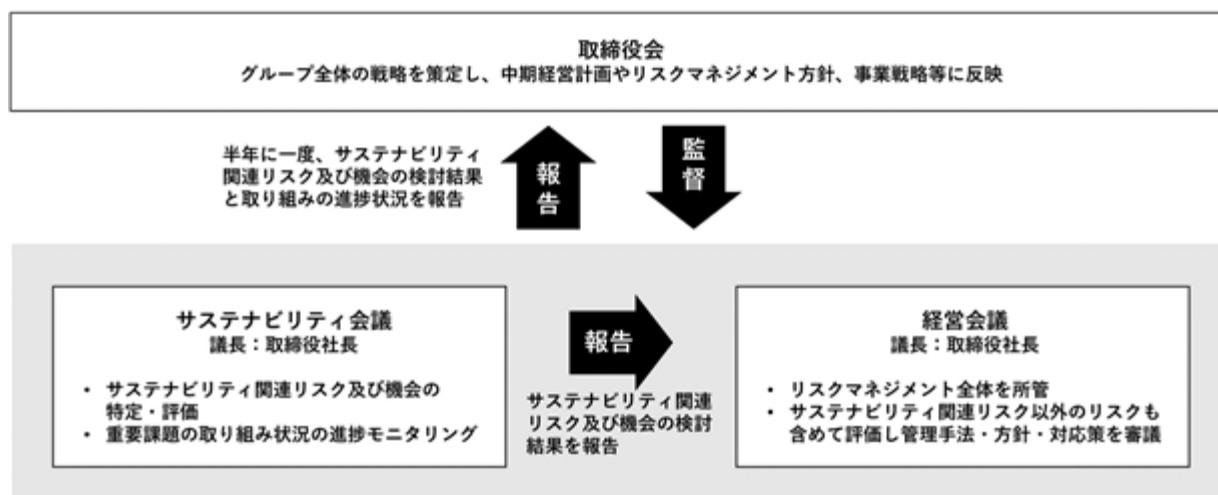 取締役会
グループ全体の戦略を策定し、中期経営計画やリスクマネジメント方針、事業戦略等に反映
半年に一度、サステナビリティ
関連リスク及び機会の検討結果
と取り組みの進捗状況を報告
報告
監督
サステナビリティ会議
議長：取締役社長
• サステナビリティ関連リスク及び機会の
特定・評価
• 重要課題の取り組み状況の進捗モニタリング
報告
サステナビリティ関連
リスク及び機会の検討
結果を報告
経営会議
議長：取締役社長
• リスクマネジメント全体を所管
• サステナビリティ関連リスク以外のリスクも
含めて評価し管理手法・方針・対応策を審議